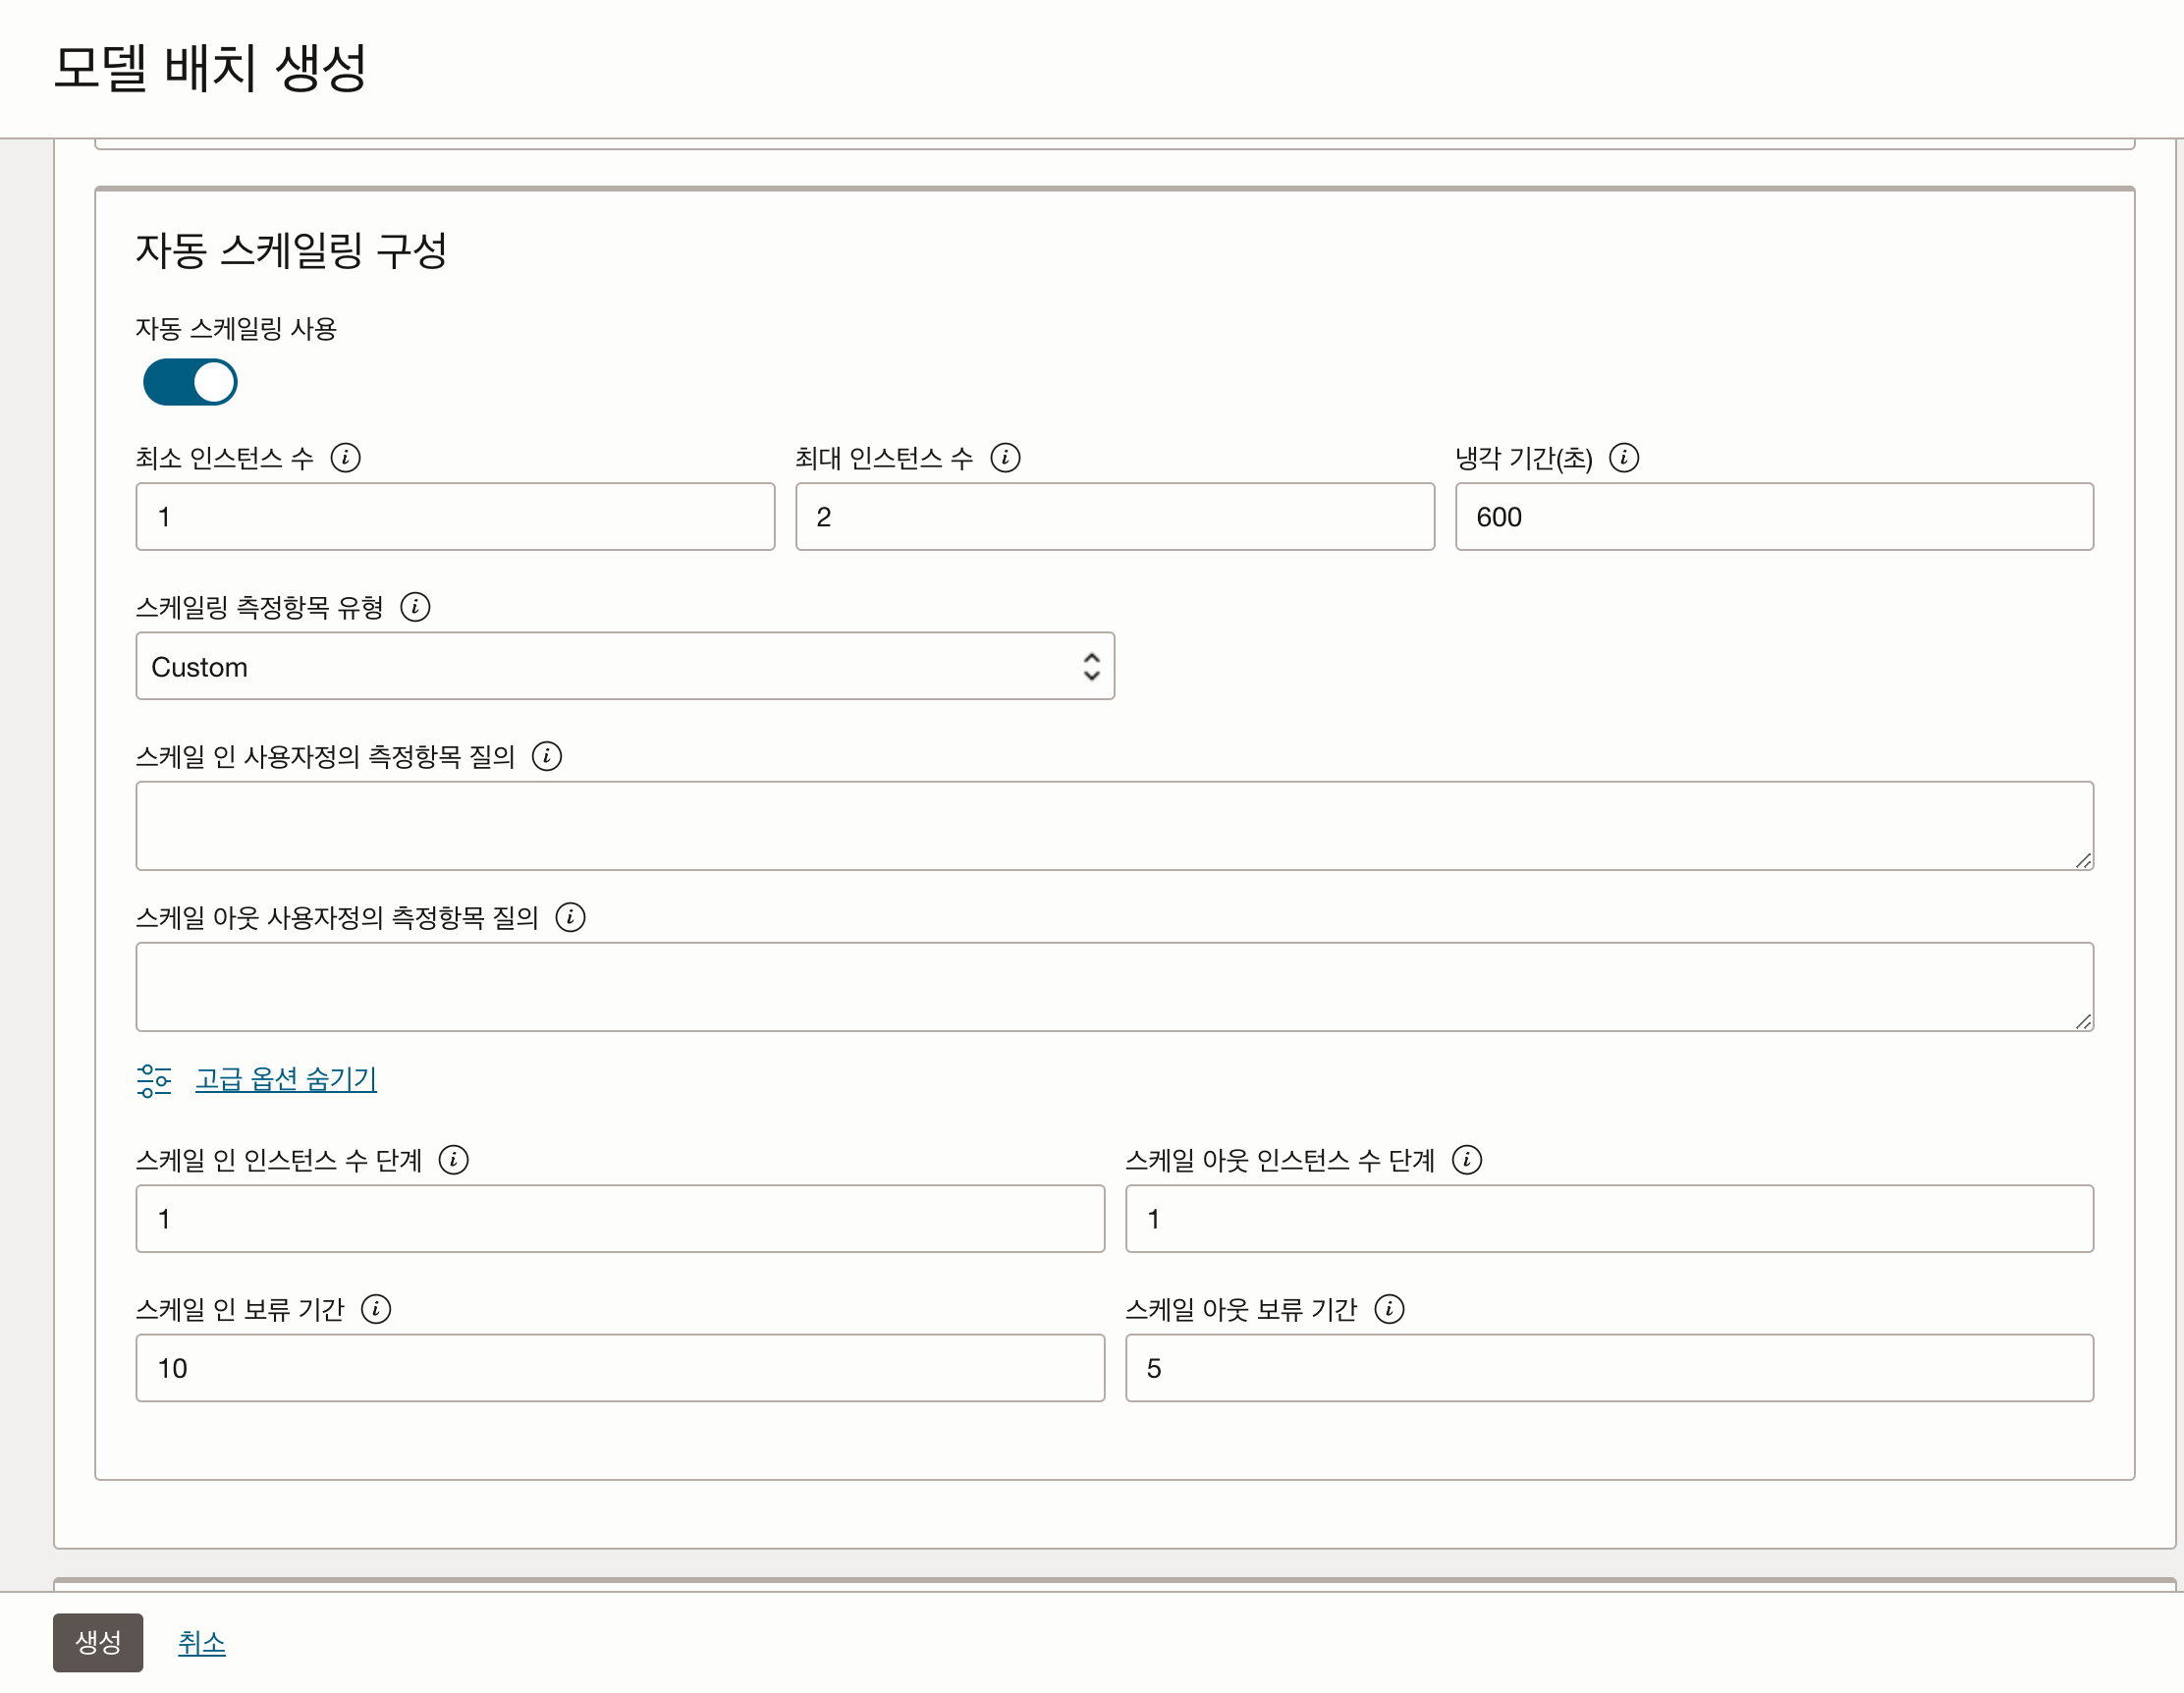 모델 배치 생성
자동 스케일링 구성
자동 스케일링 사용
최소 인스턴스 수 최대 인스턴스 수 냉각 기간(초)
1 2 600
스케일링 측정항목 유형
Custom
스케일 인 사용자정의 측정항목 질의
스케일 아웃 사용자정의 측정항목 질의
고급 옵션 숨기기
스케일 인 인스턴스 수 단계 스케일 아웃 인스턴스 수 단계
1 1
스케일 인 보류 기간 스케일 아웃 보류 기간
10 5
생성 취소